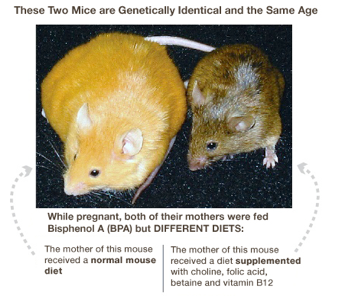 These Two Mice are Genetically Identical and the Same Age
While pregnant, both of their mothers were fed
Bisphenol A (BPA) but DIFFERENT DIETS:
The mother of this mouse
received a normal mouse
diet
The mother of this mouse
received a diet supplemented
with choline, folic acid,
betaine and vitamin B12